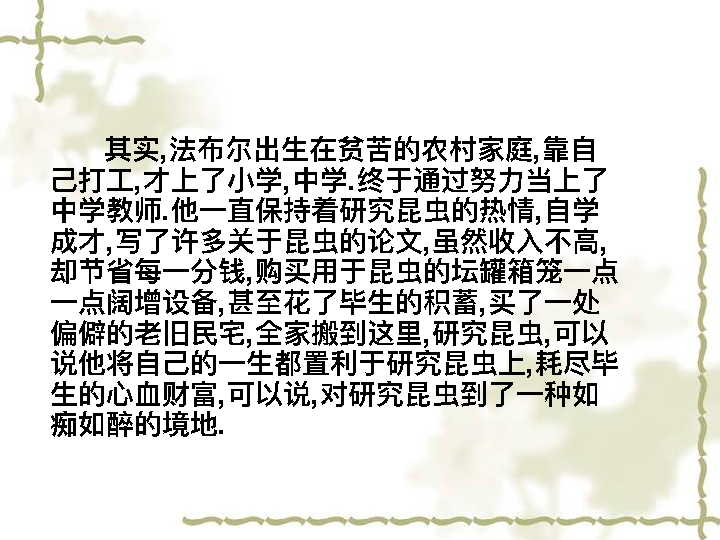 其实,法布尔出生在贫苦的农村家庭,靠自
己打工,才上了小学,中学.终于通过努力当上了
中学教师.他一直保持着研究昆虫的热情,自学
成才,写了许多关于昆虫的论文,虽然收入不高,
却节省每一分钱,购买用于昆虫的坛罐箱笼一点
一点阔增设备,甚至花了毕生的积蓄,买了一处
偏僻的老旧民宅,全家搬到这里,研究昆虫,可以
说他将自己的一生都置利于研究昆虫上,耗尽毕
生的心血财富,可以说,对研究昆虫到了一种如
痴如醉的境地.